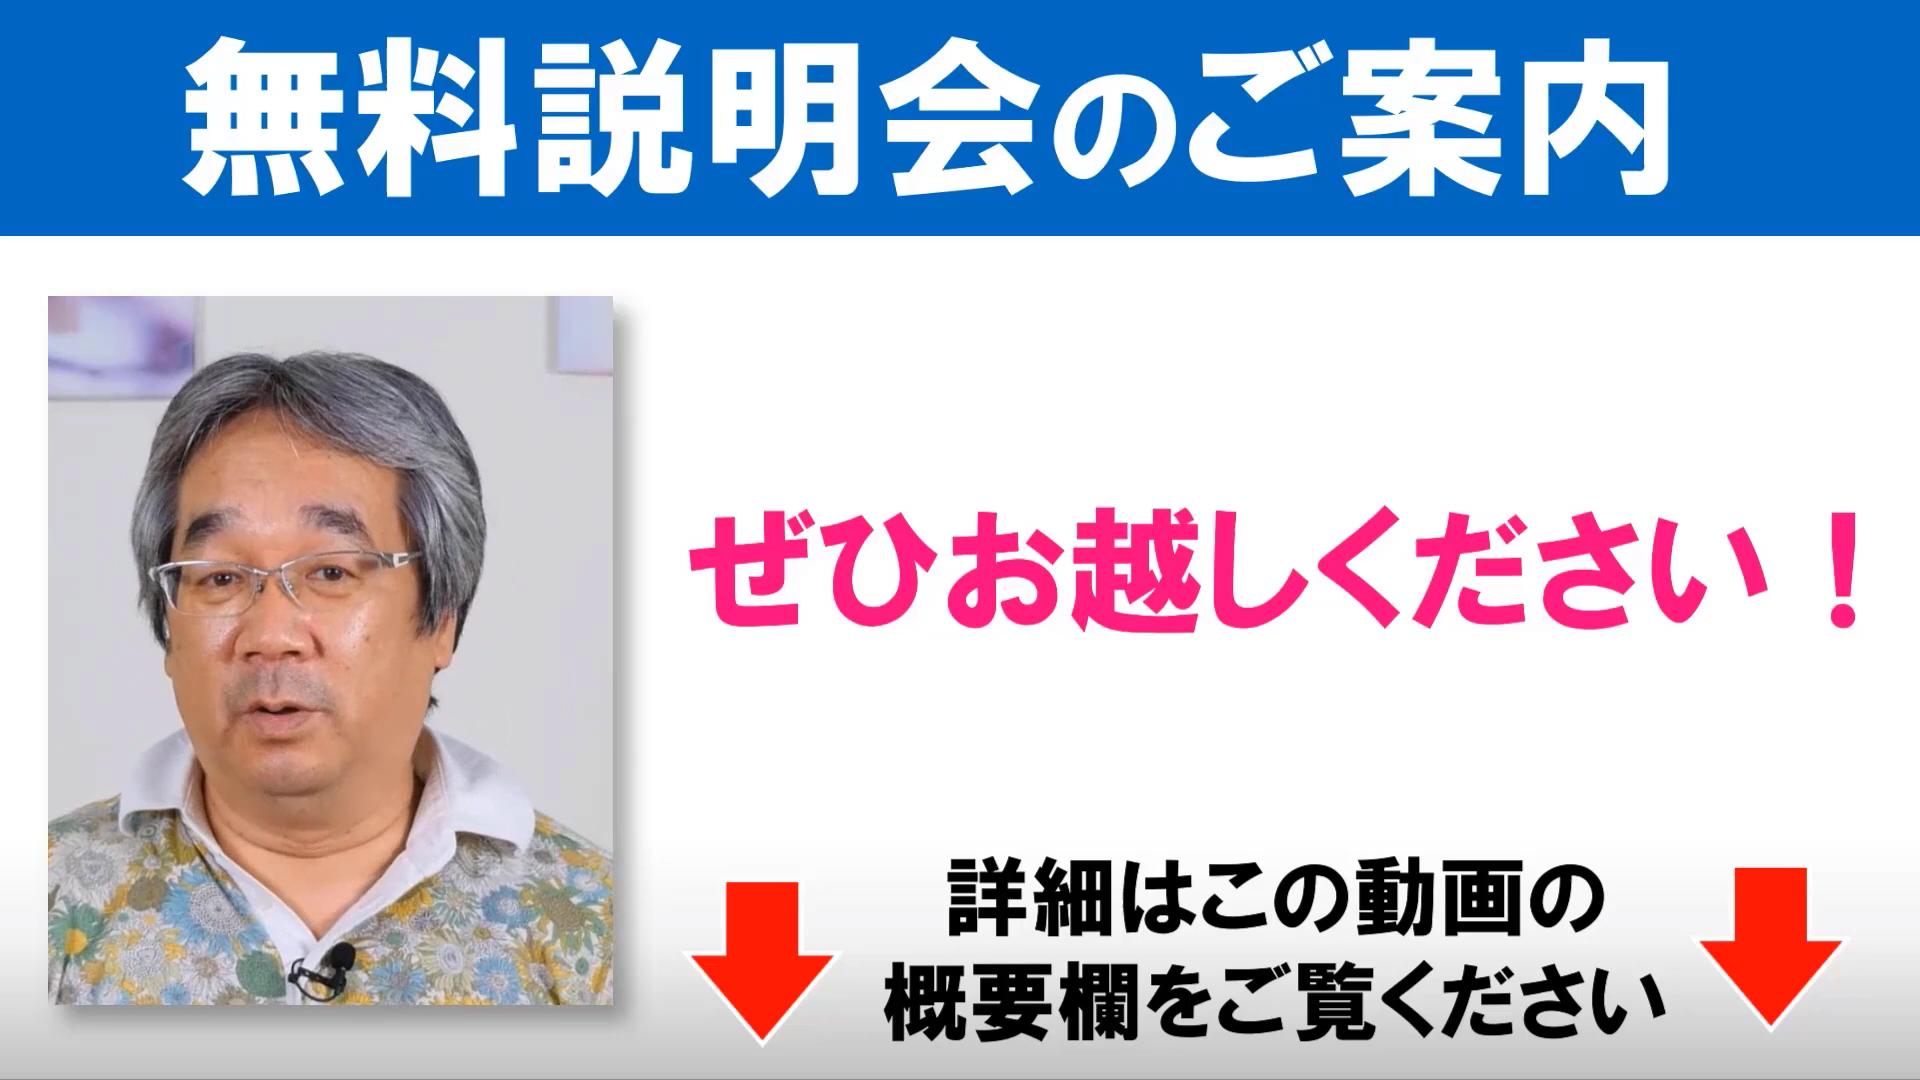 無料説明会のご案内
ぜひお越しください！
詳細はこの動画の
概要欄をご覧ください